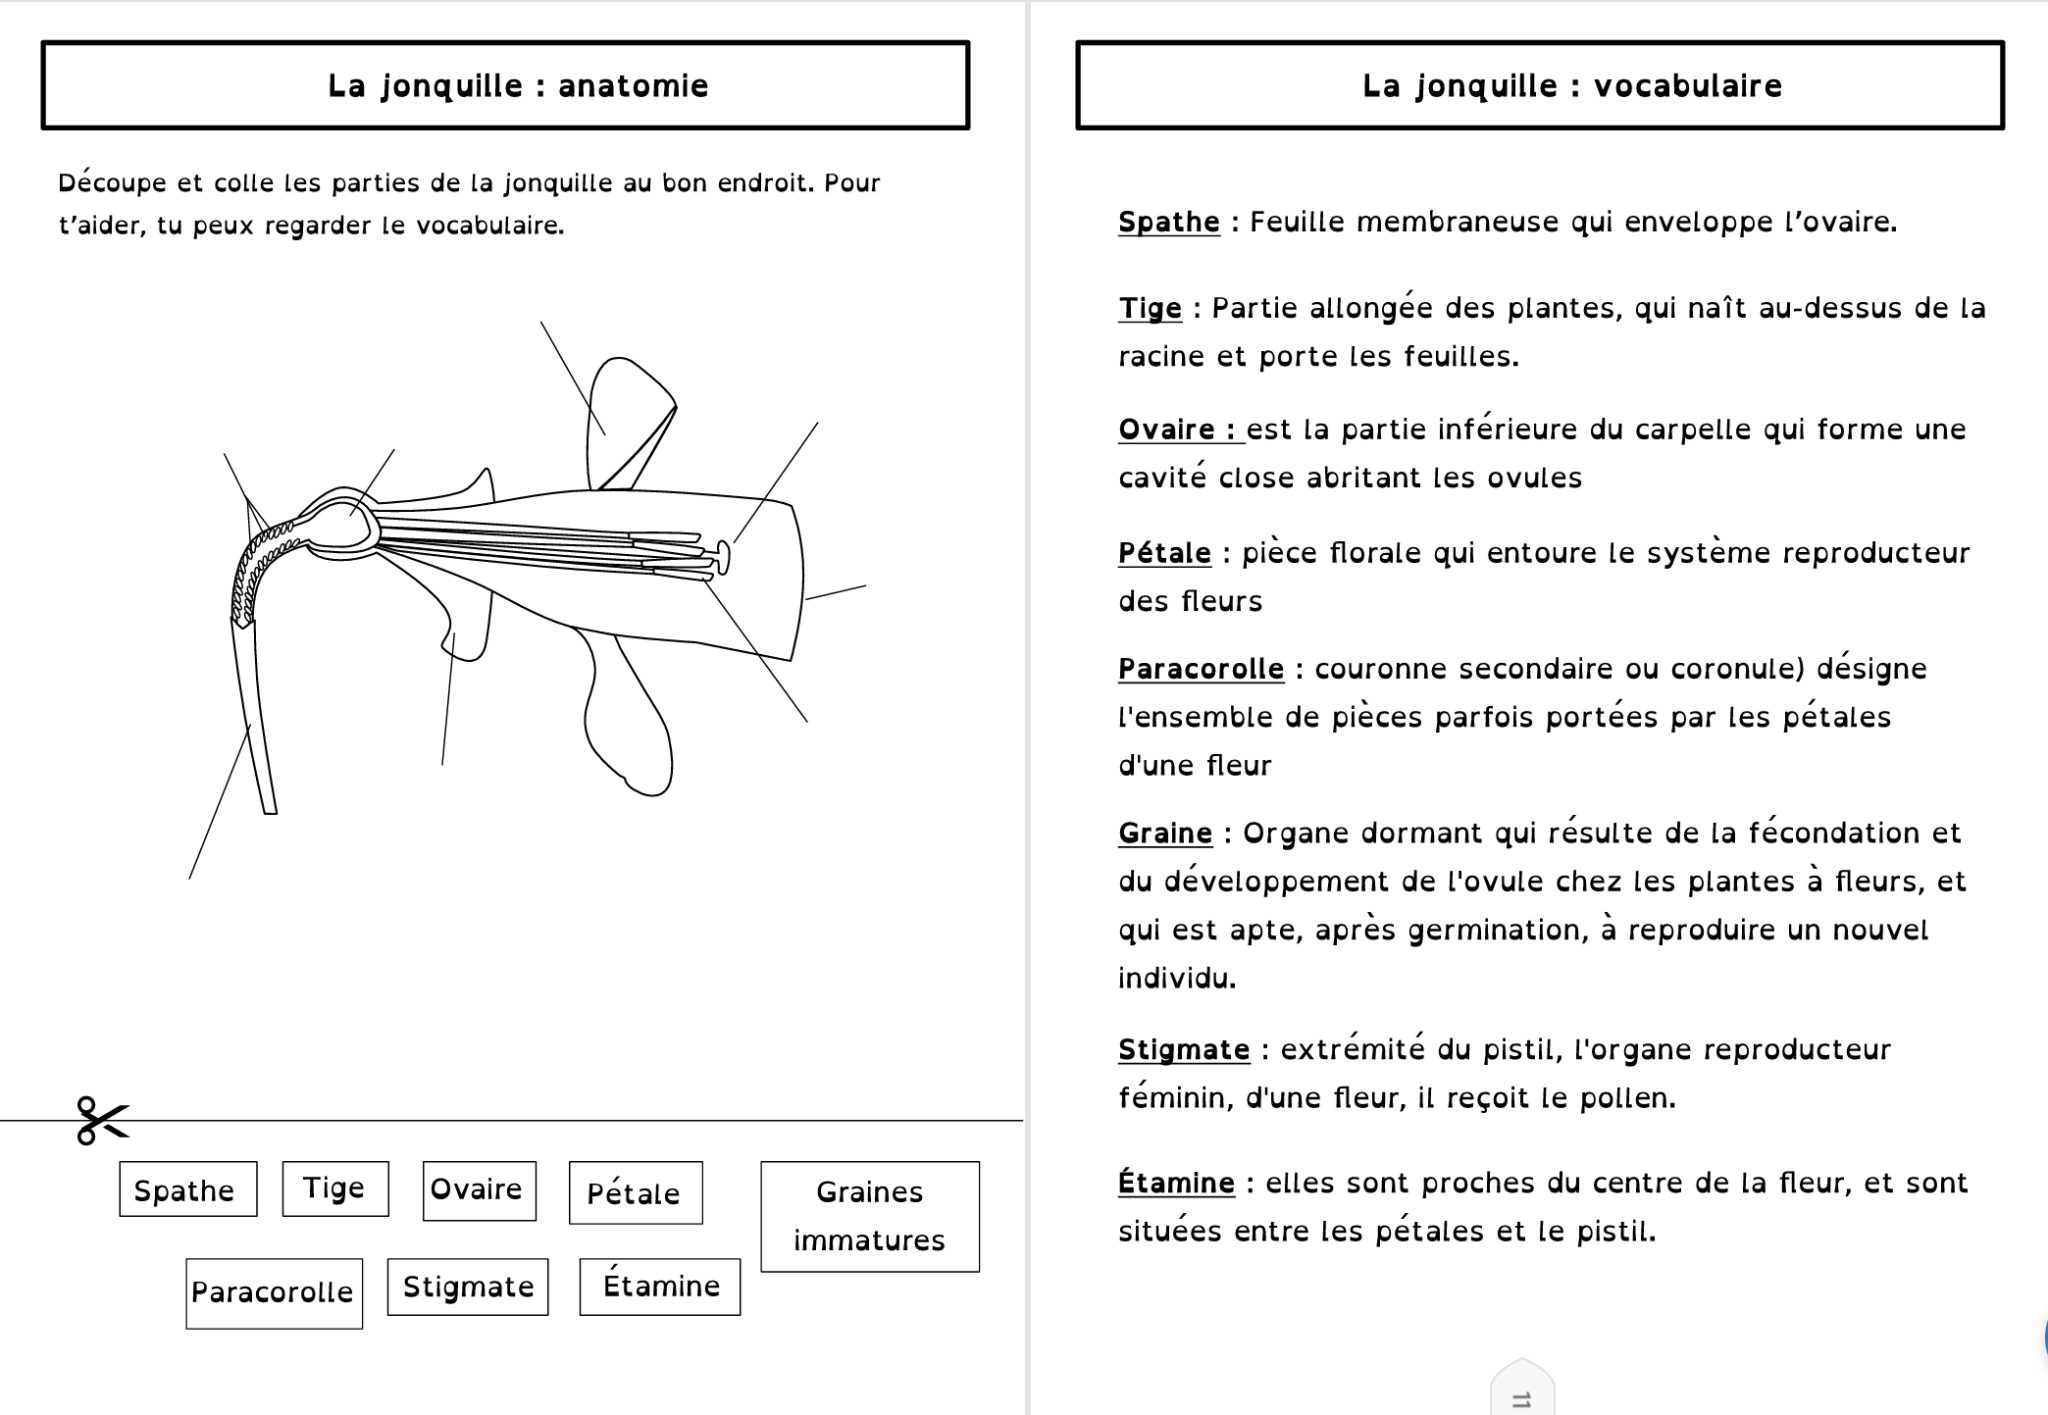 La jonquille : anatomie
Découpe et colle les parties de la jonquille au bon endroit. Pour
t’aider, tu peux regarder le vocabulaire.
Spathe
Tige
Ovaire
Pétale
Graines
immatures
Paracorolle
Stigmate
Étamine
La jonquille : vocabulaire
Spathe : Feuille membraneuse qui enveloppe l’ovaire.
Tige : Partie allongée des plantes, qui naît au-dessus de la
racine et porte les feuilles.
Ovaire : est la partie inférieure du carpelle qui forme une
cavité close abritant les ovules
Pétale : pièce florale qui entoure le système reproducteur
des fleurs
Paracorolle : couronne secondaire ou coronule) désigne
l'ensemble de pièces parfois portées par les pétales
d'une fleur
Graine : Organe dormant qui résulte de la fécondation et
du développement de l'ovule chez les plantes à fleurs, et
qui est apte, après germination, à reproduire un nouvel
individu.
Stigmate : extrémité du pistil, l'organe reproducteur
féminin, d'une fleur, il reçoit le pollen.
Étamine : elles sont proches du centre de la fleur, et sont
situées entre les pétales et le pistil.
11